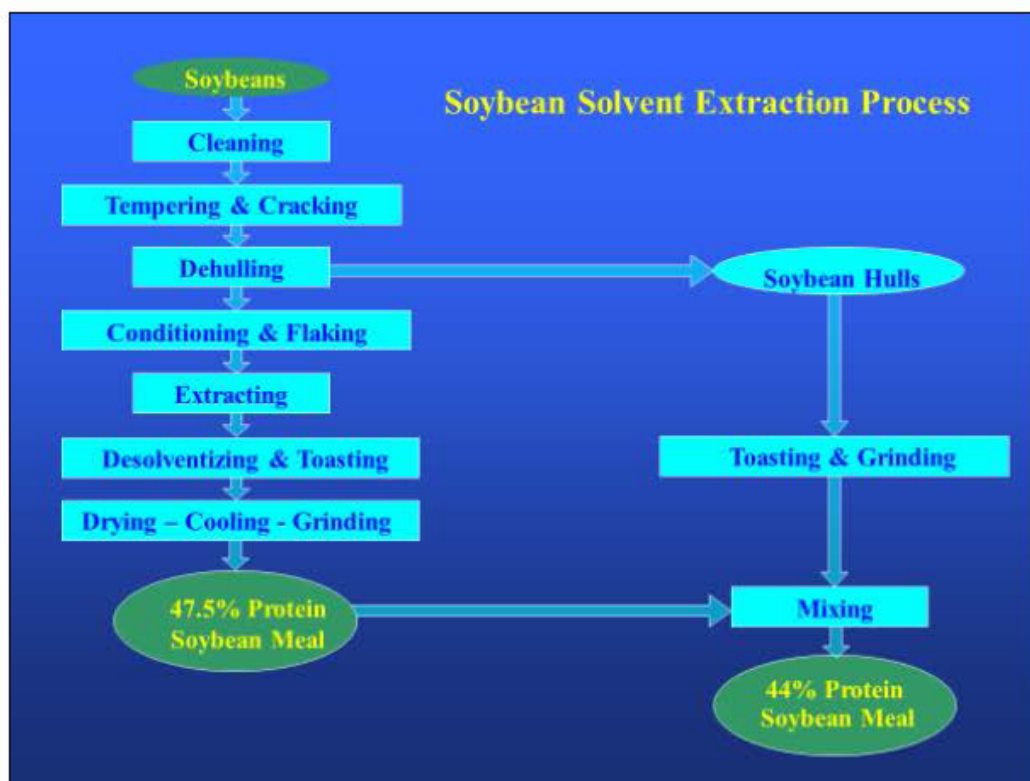 Soybeans
Soybean Solvent Extraction Process
Cleaning
Tempering & Cracking
Dehulling
Soybean Hulls
Conditioning & Flaking
Extracting
Desolventizing & Toasting
Toasting & Grinding
Drying – Cooling - Grinding
47.5% Protein
Soybean Meal
Mixing
44% Protein
Soybean Meal